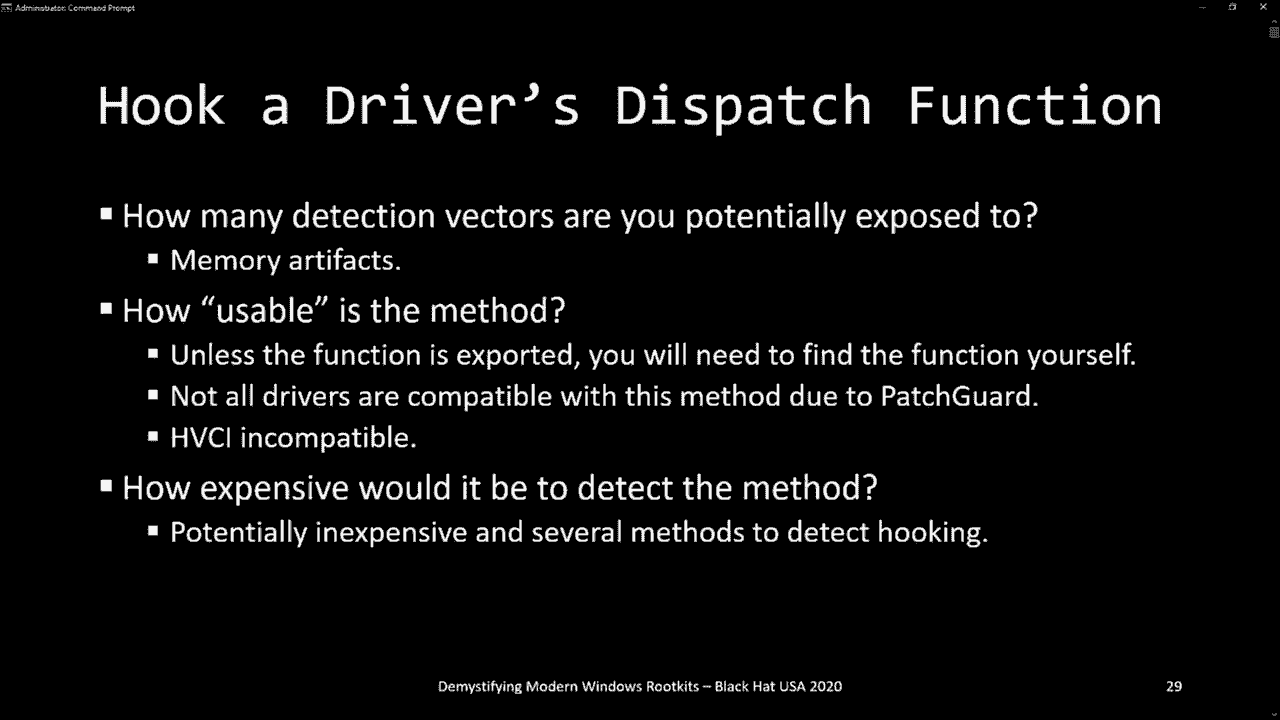 Administrator: Command Prompt
Hook a Driver’s Dispatch Function
▪ How many detection vectors are you potentially exposed to?
▪ Memory artifacts.
▪ How “usable” is the method?
▪ Unless the function is exported, you will need to find the function yourself.
▪ Not all drivers are compatible with this method due to PatchGuard.
▪ HVCI incompatible.
▪ How expensive would it be to detect the method?
▪ Potentially inexpensive and several methods to detect hooking.
Demystifying Modern Windows Rootkits – Black Hat USA 2020
29